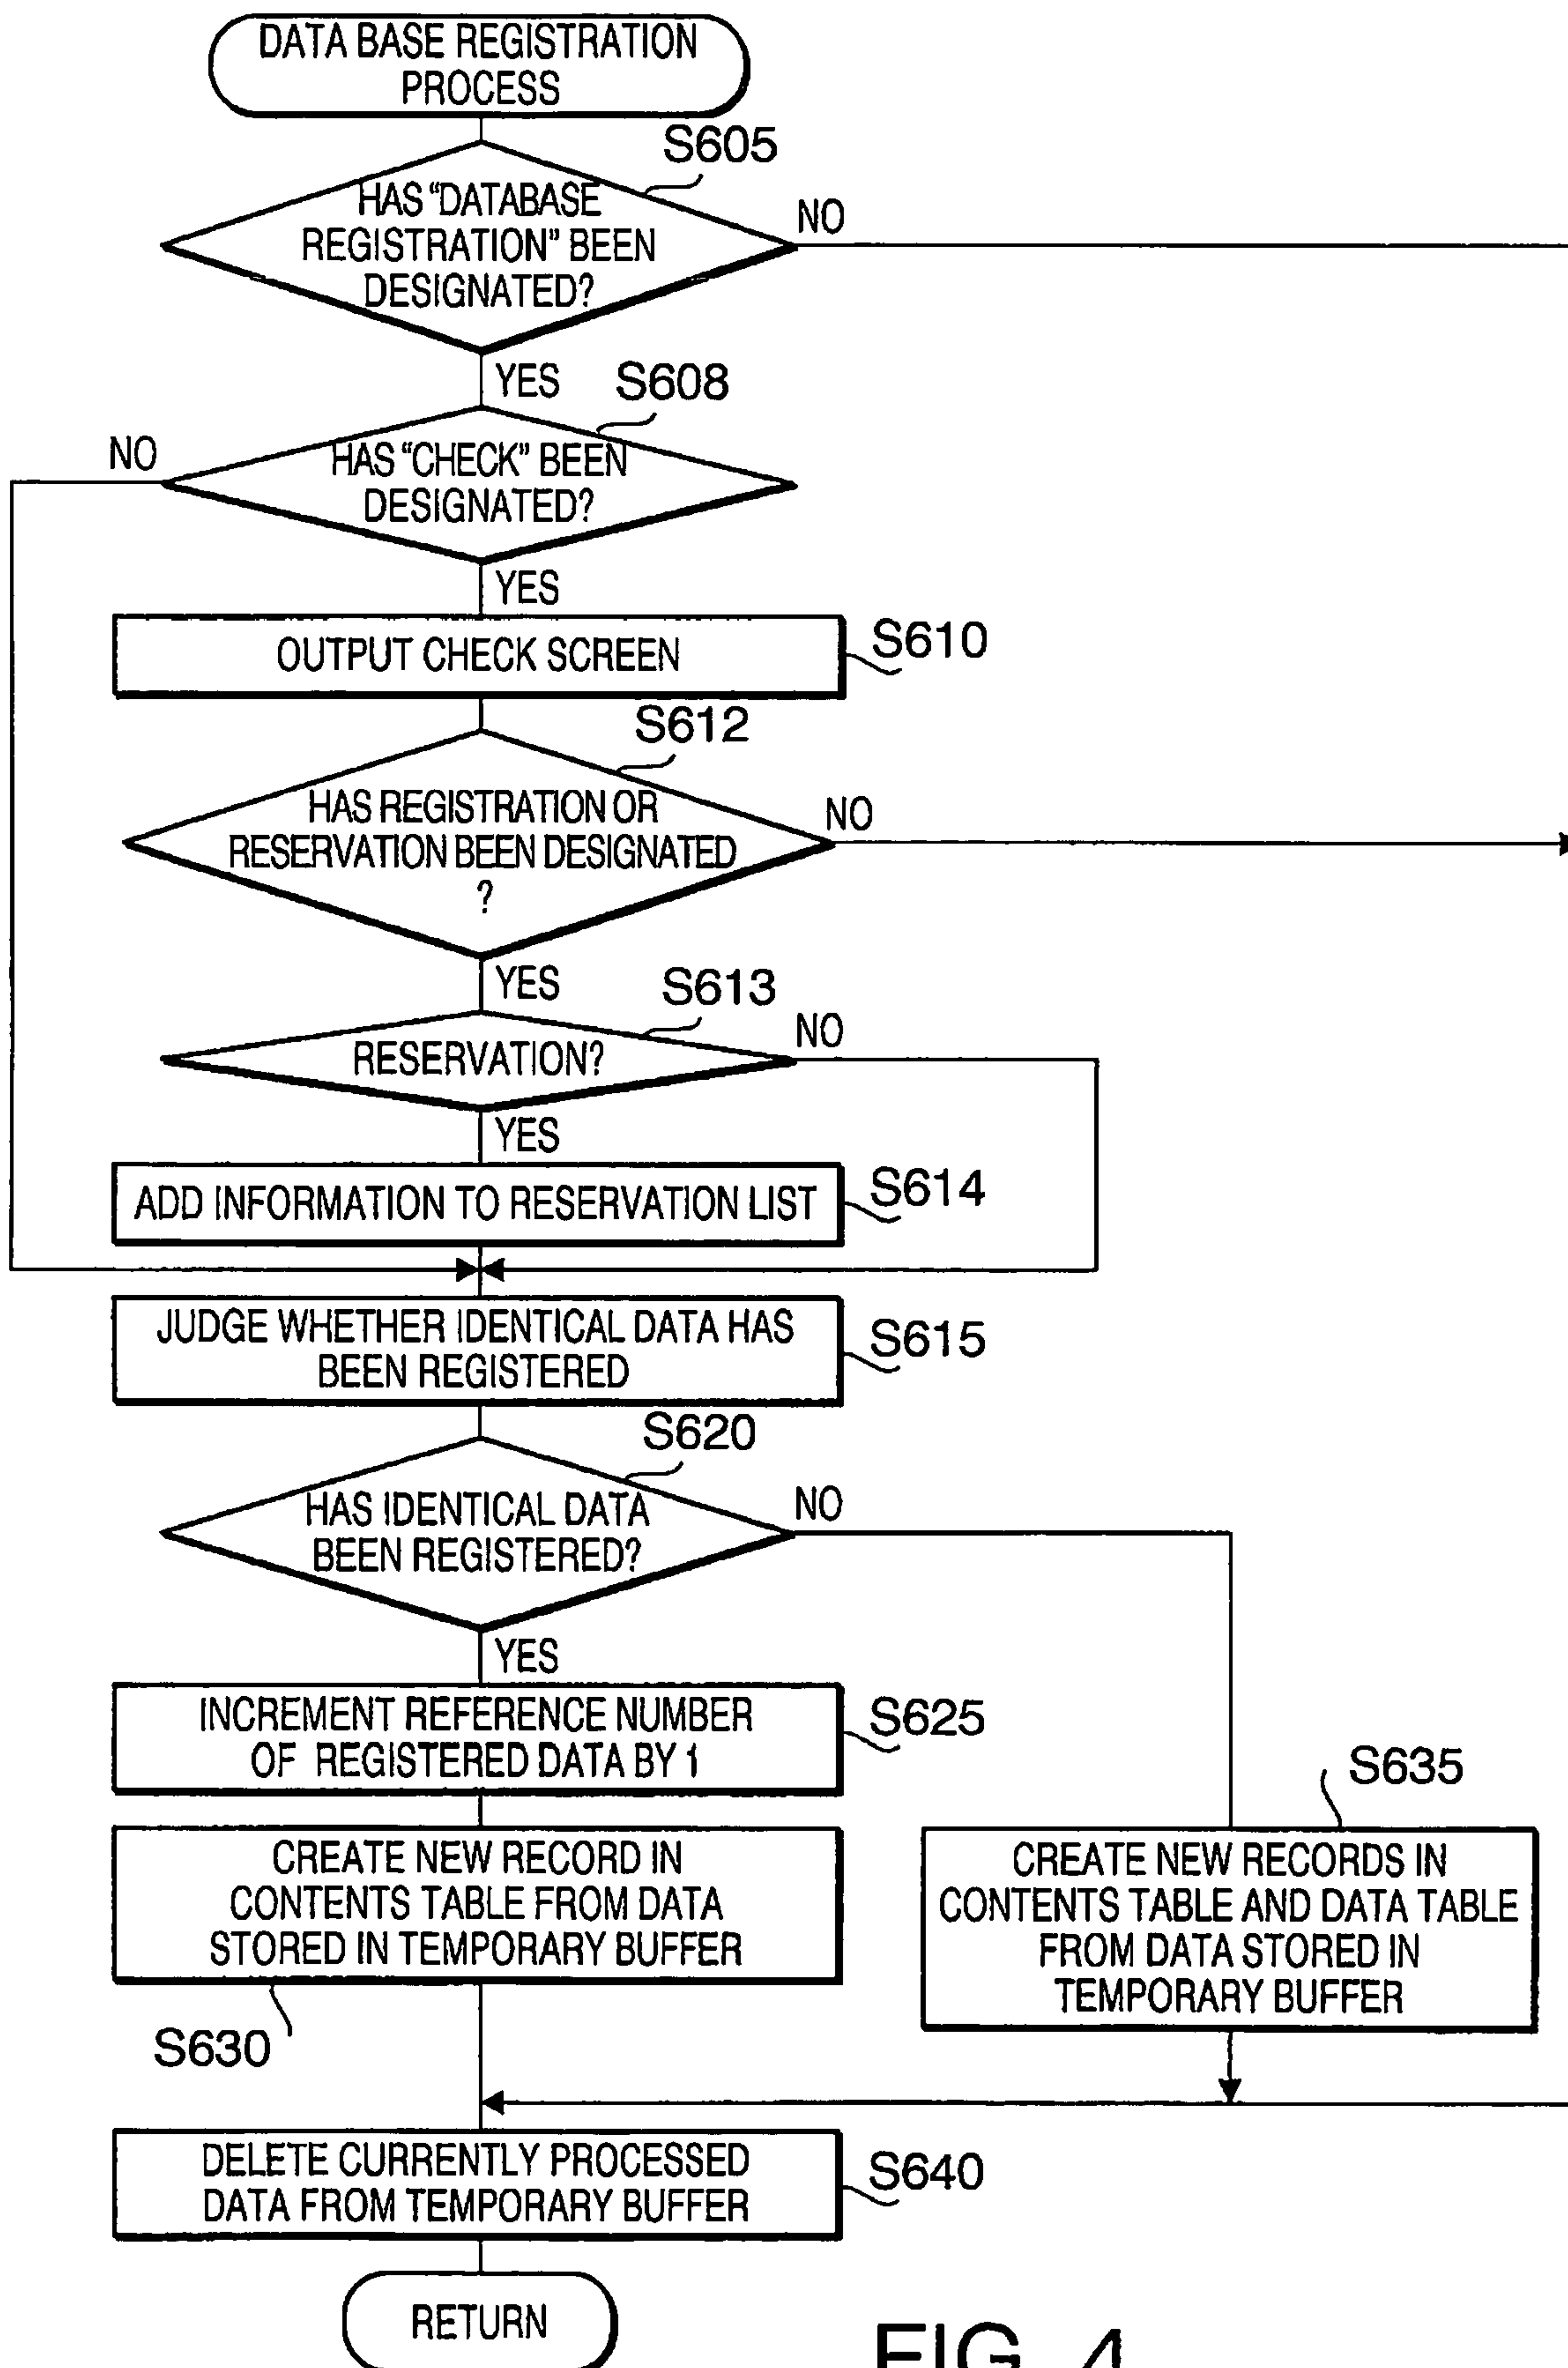 DATA BASE REGISTRATION
PROCESS
S605
HAS “DATABASE
REGISTRATION” BEEN
DESIGNATED?
NO
YES
S608
NO
HAS “CHECK” BEEN
DESIGNATED?
YES
OUTPUT CHECK SCREEN
S610
S612
HAS REGISTRATION OR
RESERVATION BEEN DESIGNATED
?
NO
YES
S613
RESERVATION?
NO
YES
ADD INFORMATION TO RESERVATION LIST
S614
JUDGE WHETHER IDENTICAL DATA HAS
BEEN REGISTERED
S615
S620
HAS IDENTICAL DATA
BEEN REGISTERED?
NO
YES
INCREMENT REFERENCE NUMBER
OF REGISTERED DATA BY 1
S625
S635
CREATE NEW RECORD IN
CONTENTS TABLE FROM DATA
STORED IN TEMPORARY BUFFER
S630
CREATE NEW RECORDS IN
CONTENTS TABLE AND DATA TABLE
FROM DATA STORED IN
TEMPORARY BUFFER
DELETE CURRENTLY PROCESSED
DATA FROM TEMPORARY BUFFER
S640
RETURN
FIG. 4